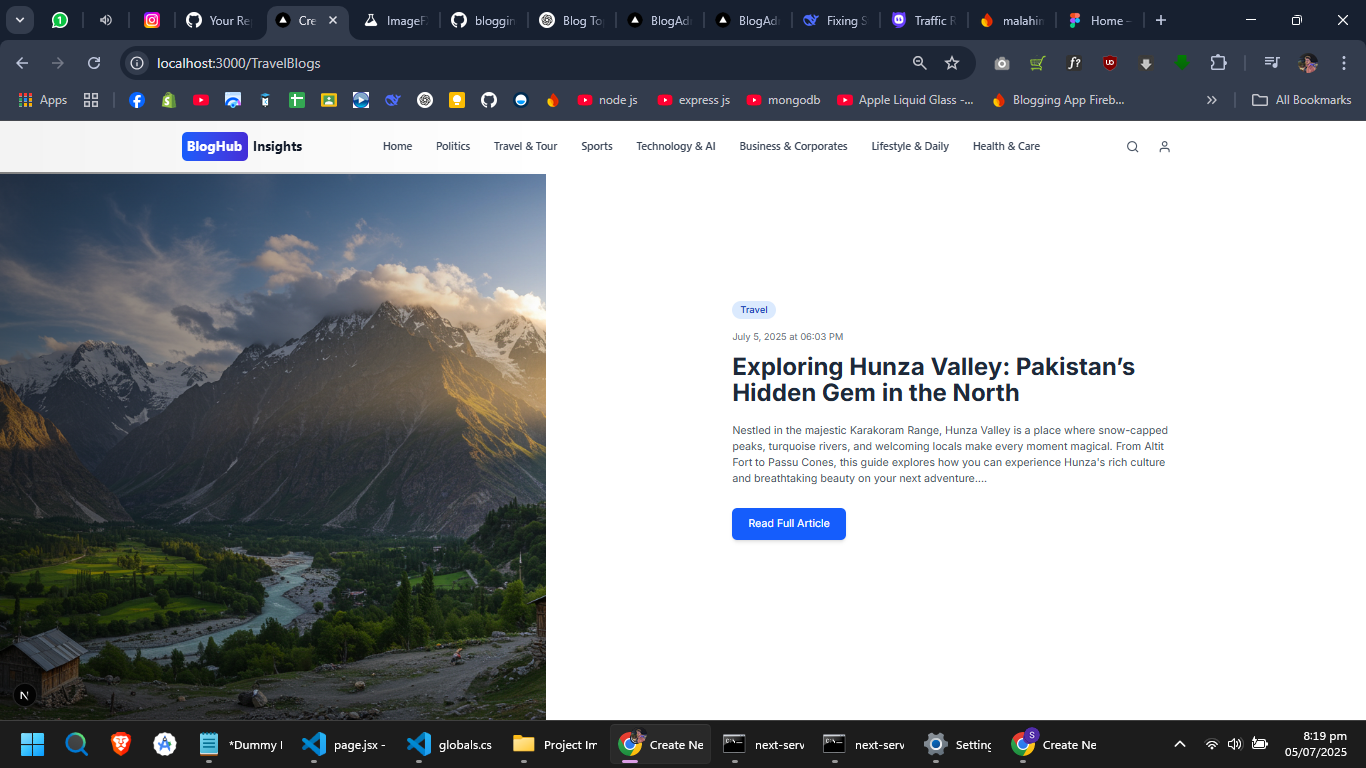 1
Your Re
Cre
ImageF
bloggin
Blog To
BlogAd
BlogAd
Fixing S
Traffic R
malahin
Home –
localhost:3000/TravelBlogs
Apps
node js
express js
mongodb
Apple Liquid Glass -...
Blogging App Fireb...
All Bookmarks
BlogHub Insights
Home
Politics
Travel & Tour
Sports
Technology & AI
Business & Corporates
Lifestyle & Daily
Health & Care
Travel
July 5, 2025 at 06:03 PM
Exploring Hunza Valley: Pakistan’s
Hidden Gem in the North
Nestled in the majestic Karakoram Range, Hunza Valley is a place where snow-capped
peaks, turquoise rivers, and welcoming locals make every moment magical. From Altit
Fort to Passu Cones, this guide explores how you can experience Hunza's rich culture
and breathtaking beauty on your next adventure....
Read Full Article
N
*Dummy
page.jsx -
globals.cs
Project Im
Create Ne
next-serv
next-serv
Setting
S
Create Ne
8:19 pm
05/07/2025